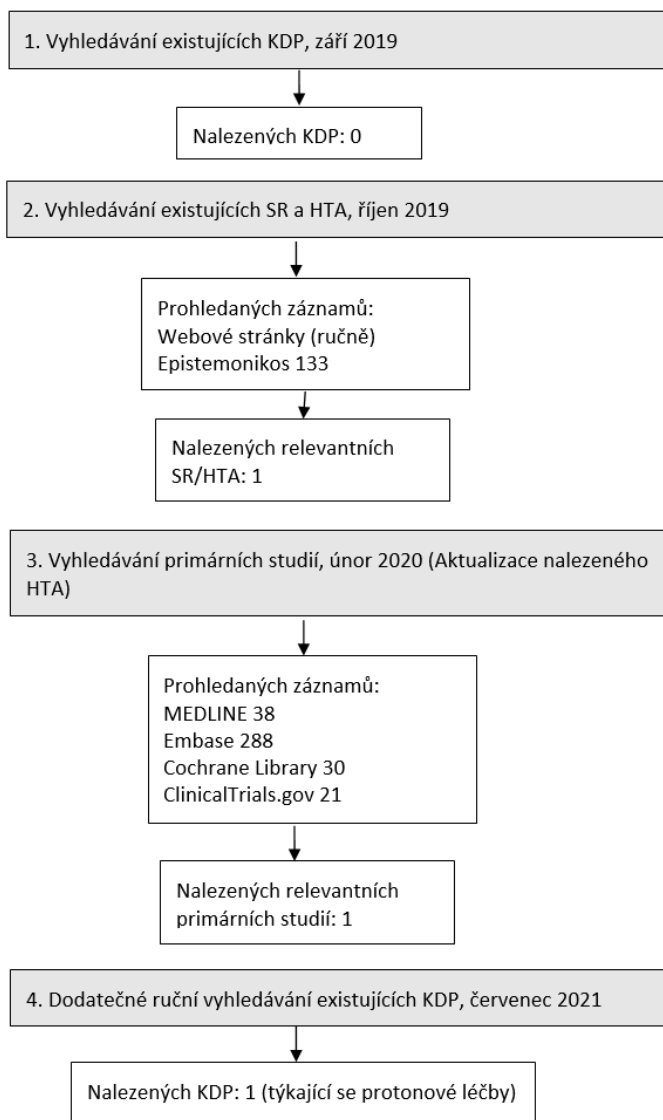 1. Vyhledávání existujících KDP, září 2019
Nalezených KDP: 0
2. Vyhledávání existujících SR a HTA, říjen 2019
Prohledaných záznamů:
Webové stránky (ručně)
Epistemonikos 133
Nalezených relevantních
SR/HTA: 1
3. Vyhledávání primárních studií, únor 2020 (Aktualizace nalezeného
HTA)
Prohledaných záznamů:
MEDLINE 38
Embase 288
Cochrane Library 30
ClinicalTrials.gov 21
Nalezených relevantních
primárních studií: 1
4. Dodatečné ruční vyhledávání existujících KDP, červenec 2021
Nalezených KDP: 1 (týkající se protonové léčby)